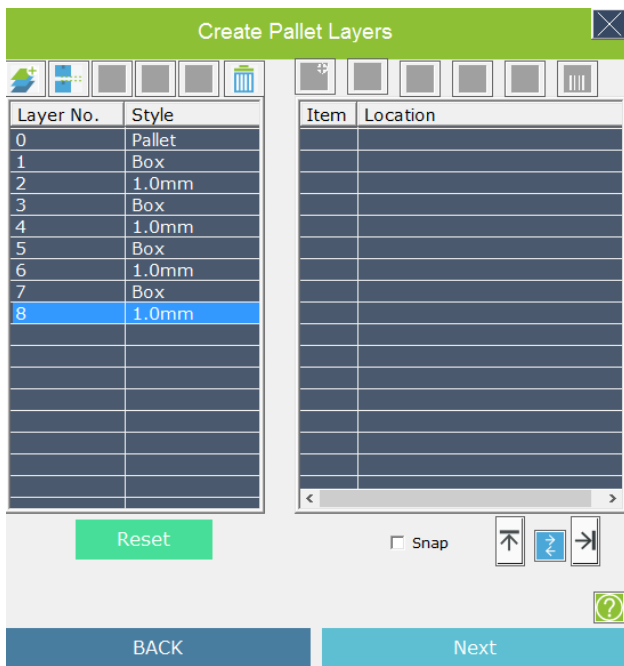 Create Pallet Layers
Layer No. Style
Item Location
0 Pallet
1 Box
2 1.0mm
3 Box
4 1.0mm
5 Box
6 1.0mm
7 Box
8 1.0mm
Reset
Snap
BACK
Next